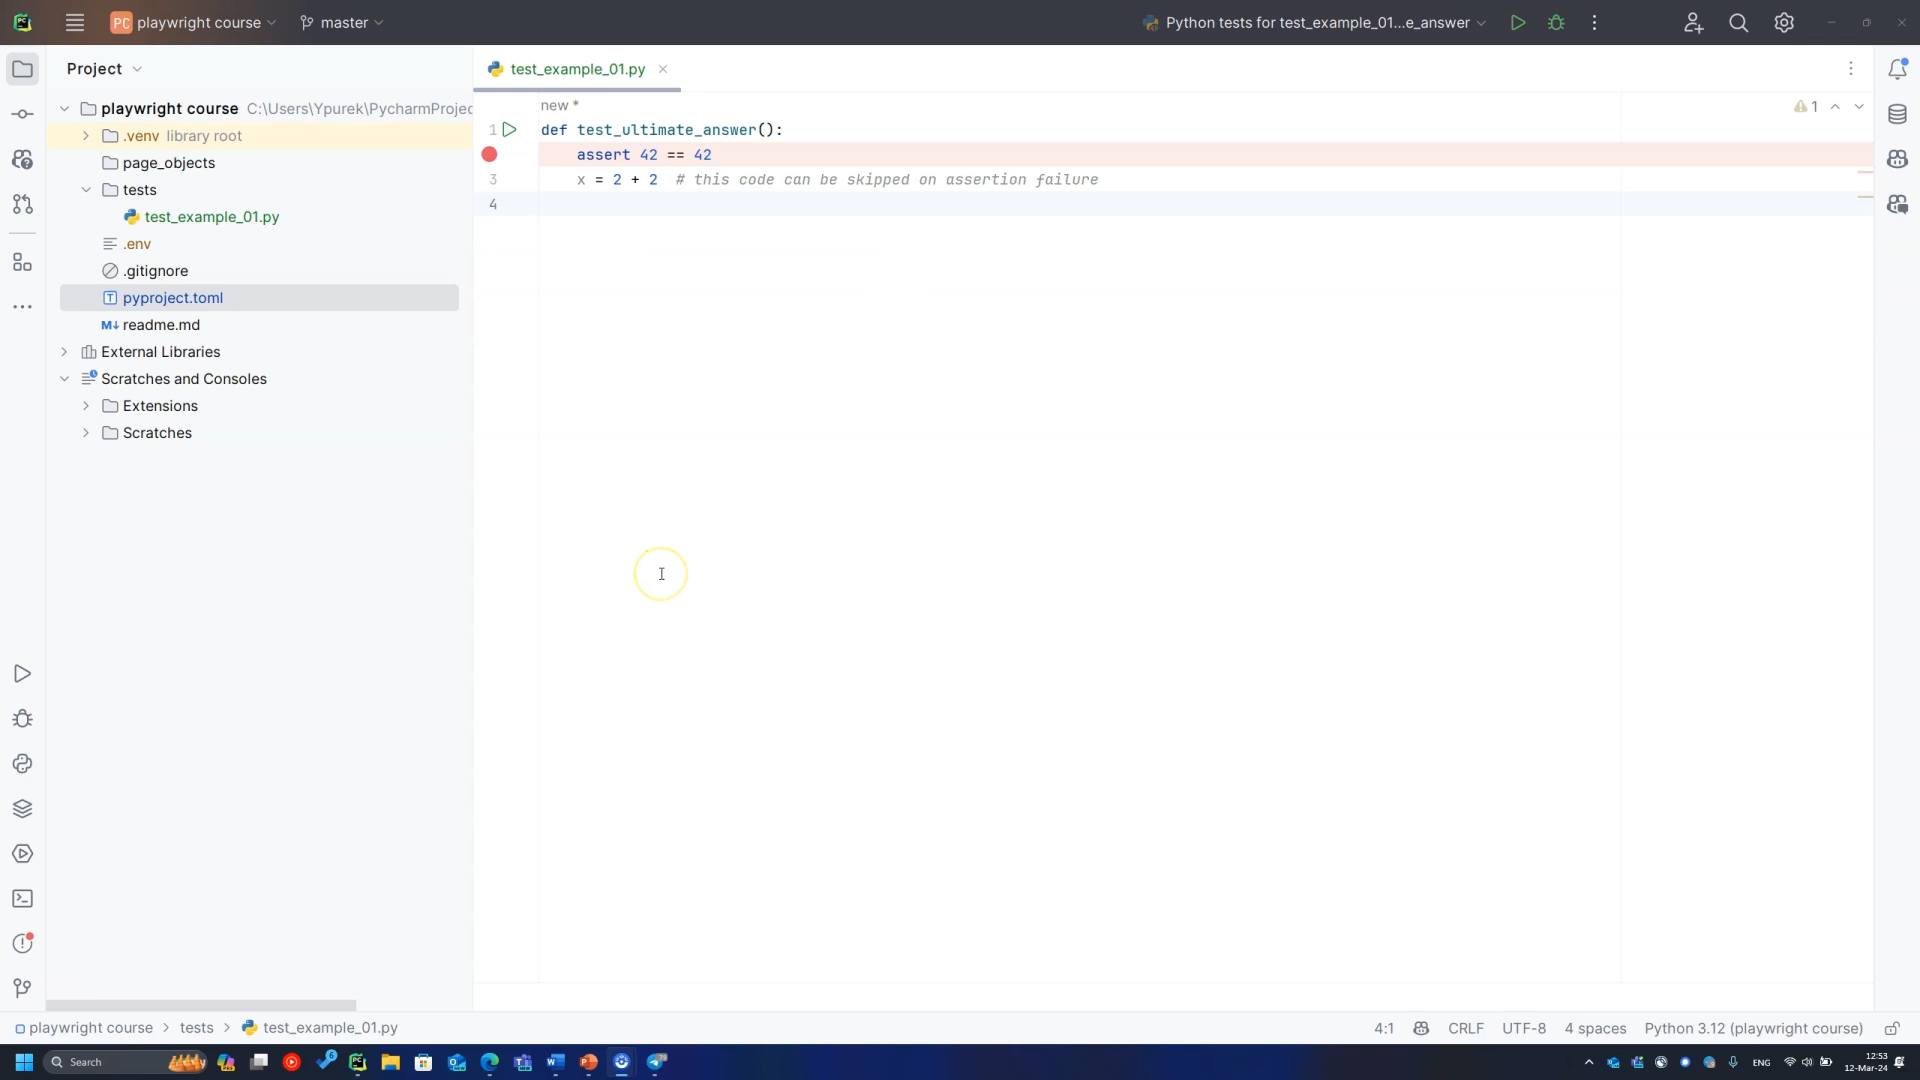 PC playwright course
master
Python tests for test_example_01...e_answer
Project
test_example_01.py
playwright course C:\Users\Ypurek\PycharmProjec
.venv library root
page_objects
tests
test_example_01.py
.env
.gitignore
pyproject.toml
readme.md
External Libraries
Scratches and Consoles
Extensions
Scratches
new *
1
1 def test_ultimate_answer():
assert 42 == 42
3 x = 2 + 2 # this code can be skipped on assertion failure
4
playwright course > tests > test_example_01.py
4:1 CRLF UTF-8 4 spaces Python 3.12 (playwright course)
Search
ENG
12:53
12-Mar-24